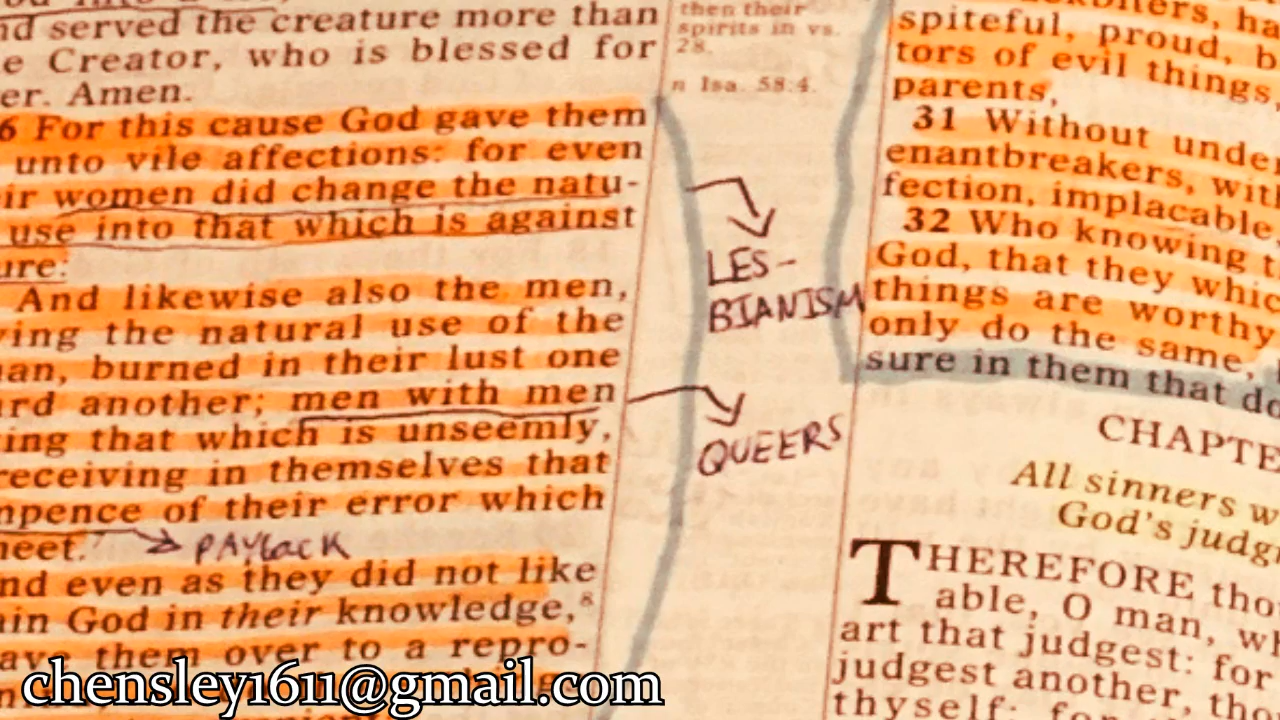 nd served the creature more than
e Creator, who is blessed for
er. Amen.
6 For this cause God gave them
unto vile affections: for even
eir women did change the natu-
use into that which is against
ure:
And likewise also the men,
ving the natural use of the
an, burned in their lust one
ard another; men with men
ing that which is unseemly,
receiving in themselves that
mpence of their error which
meet.
PAYBACK
nd even as they did not like
ain God in their knowledge,8
ave them over to a repro-
then their
spirits in vs.
28.
n Isa. 58:4.
LES-
BIANISM
QUEERS
spiteful, proud, b
tors of evil things,
parents,
31 Without under
enantbreakers, with
fection, implacable,
32 Who knowing t
God, that they whic
things are worthy
only do the same,
sure in them that do
CHAPTE
All sinners w
God's judg
THEREFORE tho
able, O man, wh
art that judgest: for
judgest another, tho
thyself; for
chensley1611@gmail.com